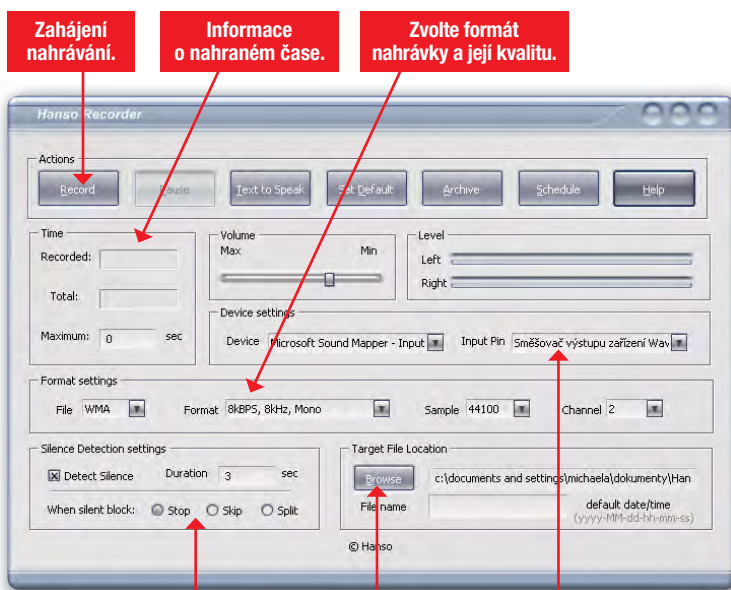 Zahájení
nahrávání.
Informace
o nahraném čase.
Zvolte formát
nahrávky a její kvalitu.
Hanso Recorder
Actions
Record Pause Text to Speak Set Default Archive Schedule Help
Time
Recorded:
Total:
Maximum: 0 sec
Volume
Max Min
Level
Left
Right
Device settings
Device Microsoft Sound Mapper - Input Input Pin Směšovač výstupu zařízení Wav
Format settings
File WMA Format 8kBPS, 8kHz, Mono Sample 44100 Channel 2
Silence Detection settings
Detect Silence Duration 3 sec
When silent block: Stop Skip Split
Target File Location
Browse c:\documents and settings\michaela\dokumenty\Han
File name default date/time
(yyyy-MM-dd-hh-mm-ss)
© Hanso